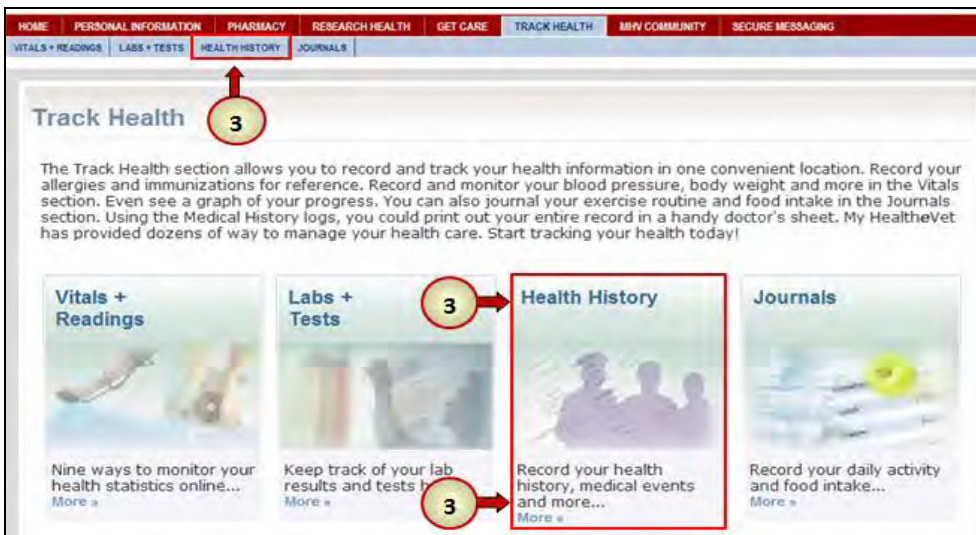 HOME PERSONAL INFORMATION PHARMACY RESEARCH HEALTH GET CARE TRACK HEALTH MHV COMMUNITY SECURE MESSAGING
VITALS + READINGS LABS + TESTS HEALTH HISTORY JOURNALS
3
Track Health
The Track Health section allows you to record and track your health information in one convenient location. Record your
allergies and immunizations for reference. Record and monitor your blood pressure, body weight and more in the Vitals
section. Even see a graph of your progress. You can also journal your exercise routine and food intake in the Journals
section. Using the Medical History logs, you could print out your entire record in a handy doctor's sheet. My HealtheVet
has provided dozens of way to manage your health care. Start tracking your health today!
Vitals +
Readings
Nine ways to monitor your
health statistics online...
More »
Labs +
Tests
Keep track of your lab
results and tests
More »
3
Health History
Record your health
history, medical events
and more...
3
More »
Journals
Record your daily activity
and food intake...
More »